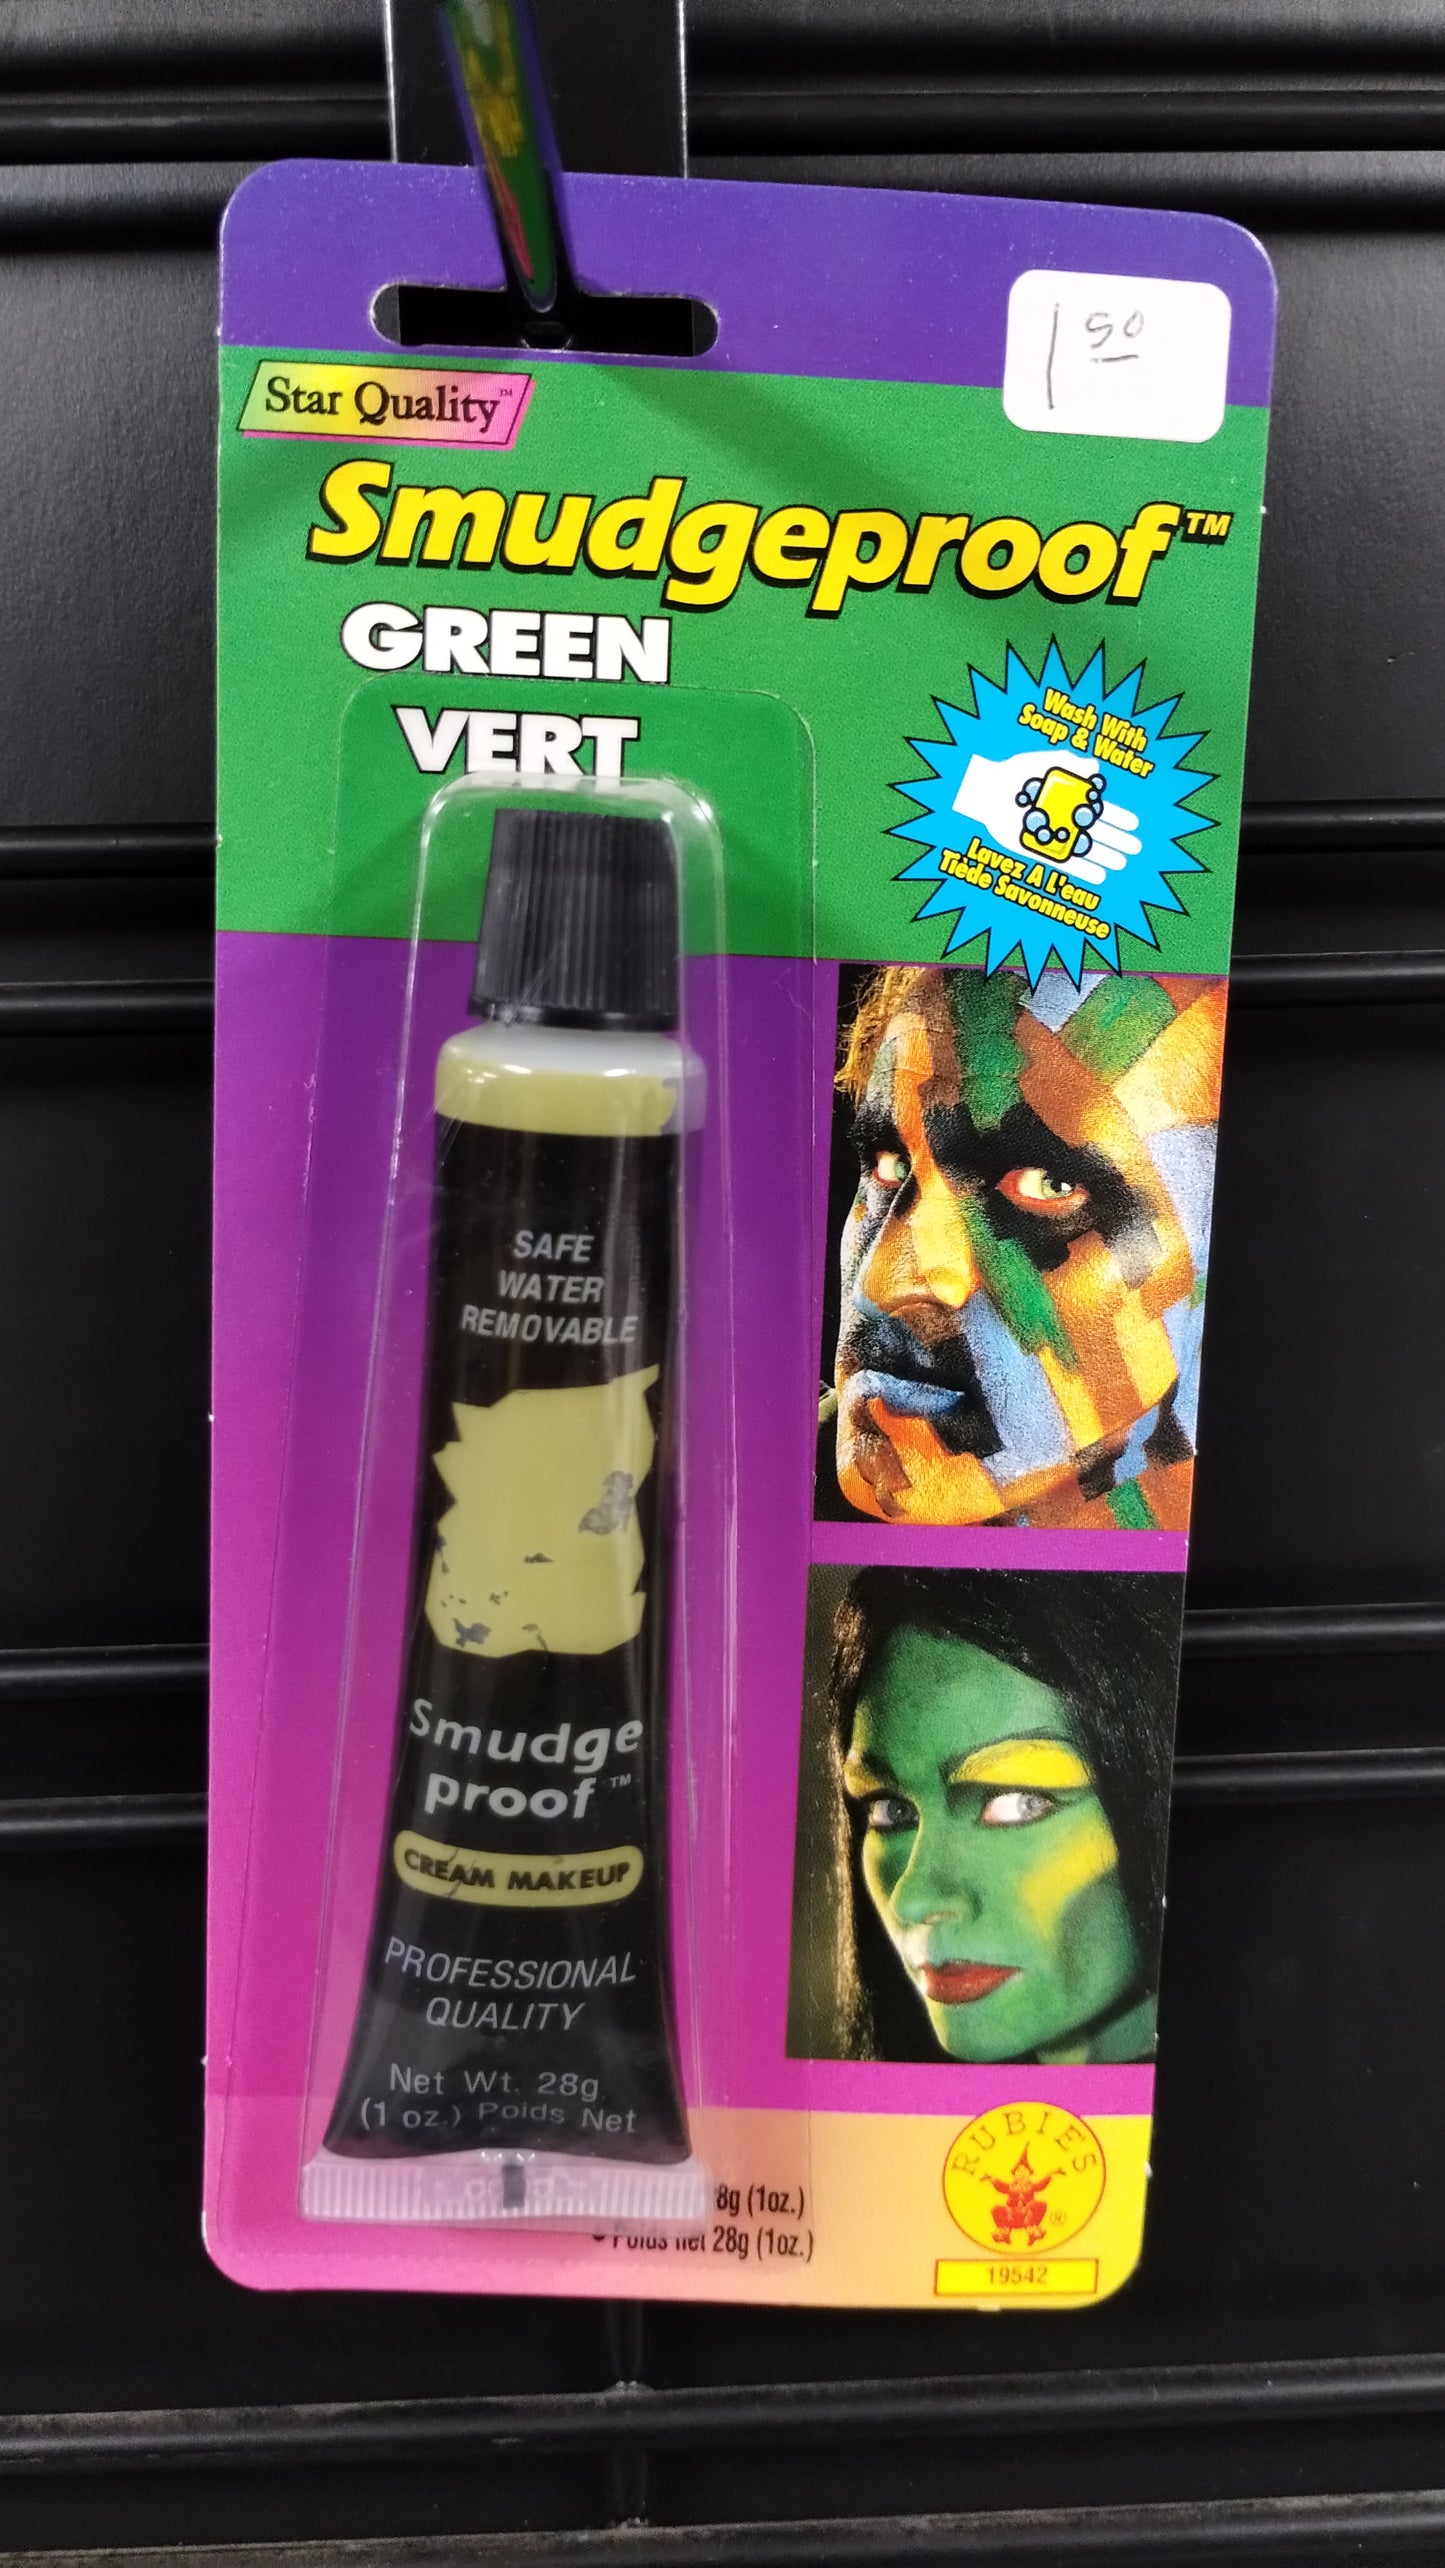 1 50
Star Quality™
Smudgeproof™
GREEN
VERT
Wash With
Soap & Water
Lavez A L'eau
Tiède Savonneuse
SAFE
WATER
REMOVABLE
Smudge
proof™
CREAM MAKEUP
PROFESSIONAL
QUALITY
Net Wt. 28g
(1 oz.) Poids Net
8g (1oz.)
• Poids net 28g (1oz.)
RUBIES
®
19542